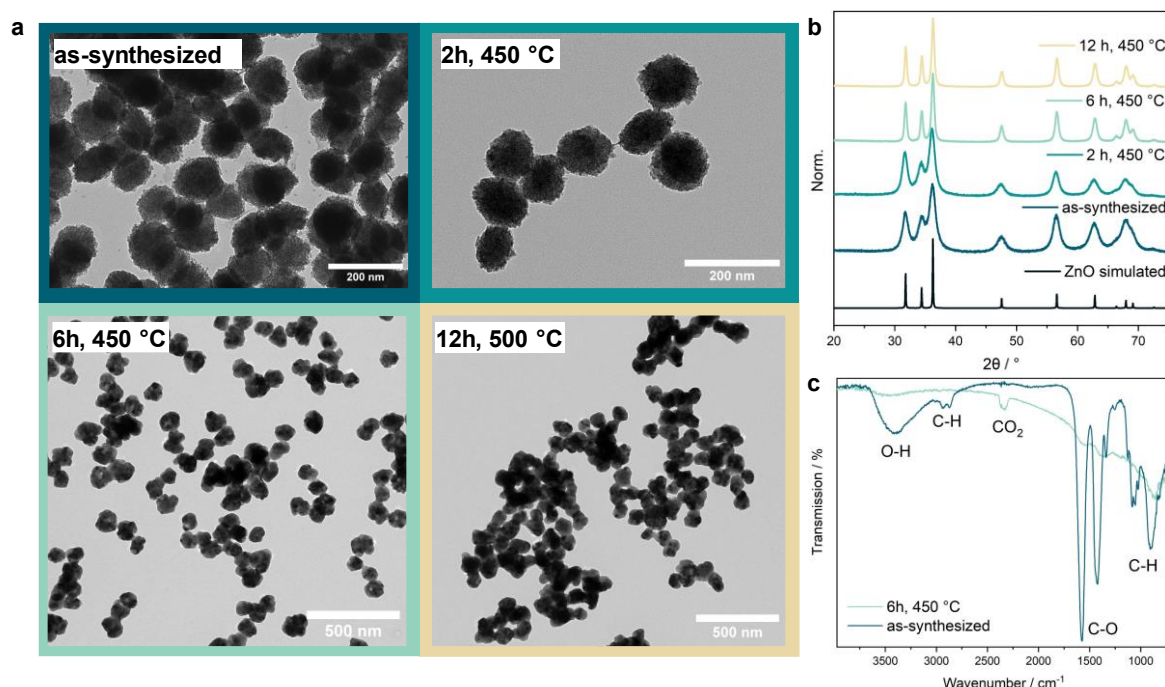 a
as-synthesized
200 nm
2h, 450 °C
200 nm
6h, 450 °C
500 nm
12h, 500 °C
500 nm
b
Norm.
12 h, 450 °C
6 h, 450 °C
2 h, 450 °C
as-synthesized
ZnO simulated
20 30 40 50 60 70
2θ / °
c
Transmission / %
O-H
C-H
CO₂
C-H
C-O
6h, 450 °C
as-synthesized
3500 3000 2500 2000 1500 1000
Wavenumber / cm⁻¹